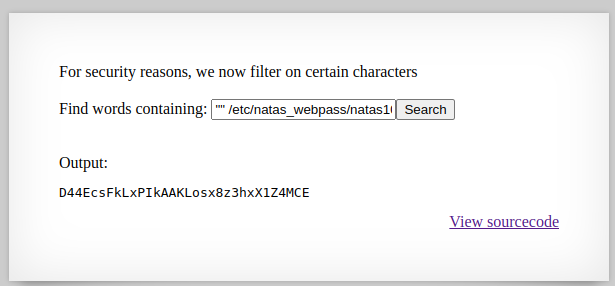 For security reasons, we now filter on certain characters
Find words containing: "" /etc/natas_webpass/natas1 Search
Output:
D44EcsFkLxPIkAAKLosx8z3hxX1Z4MCE
View sourcecode